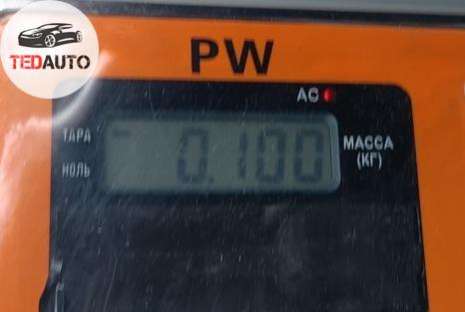 TEDAUTO
PW
AC
ТАРА
НОЛЬ
0.100
МАССА
(КГ)